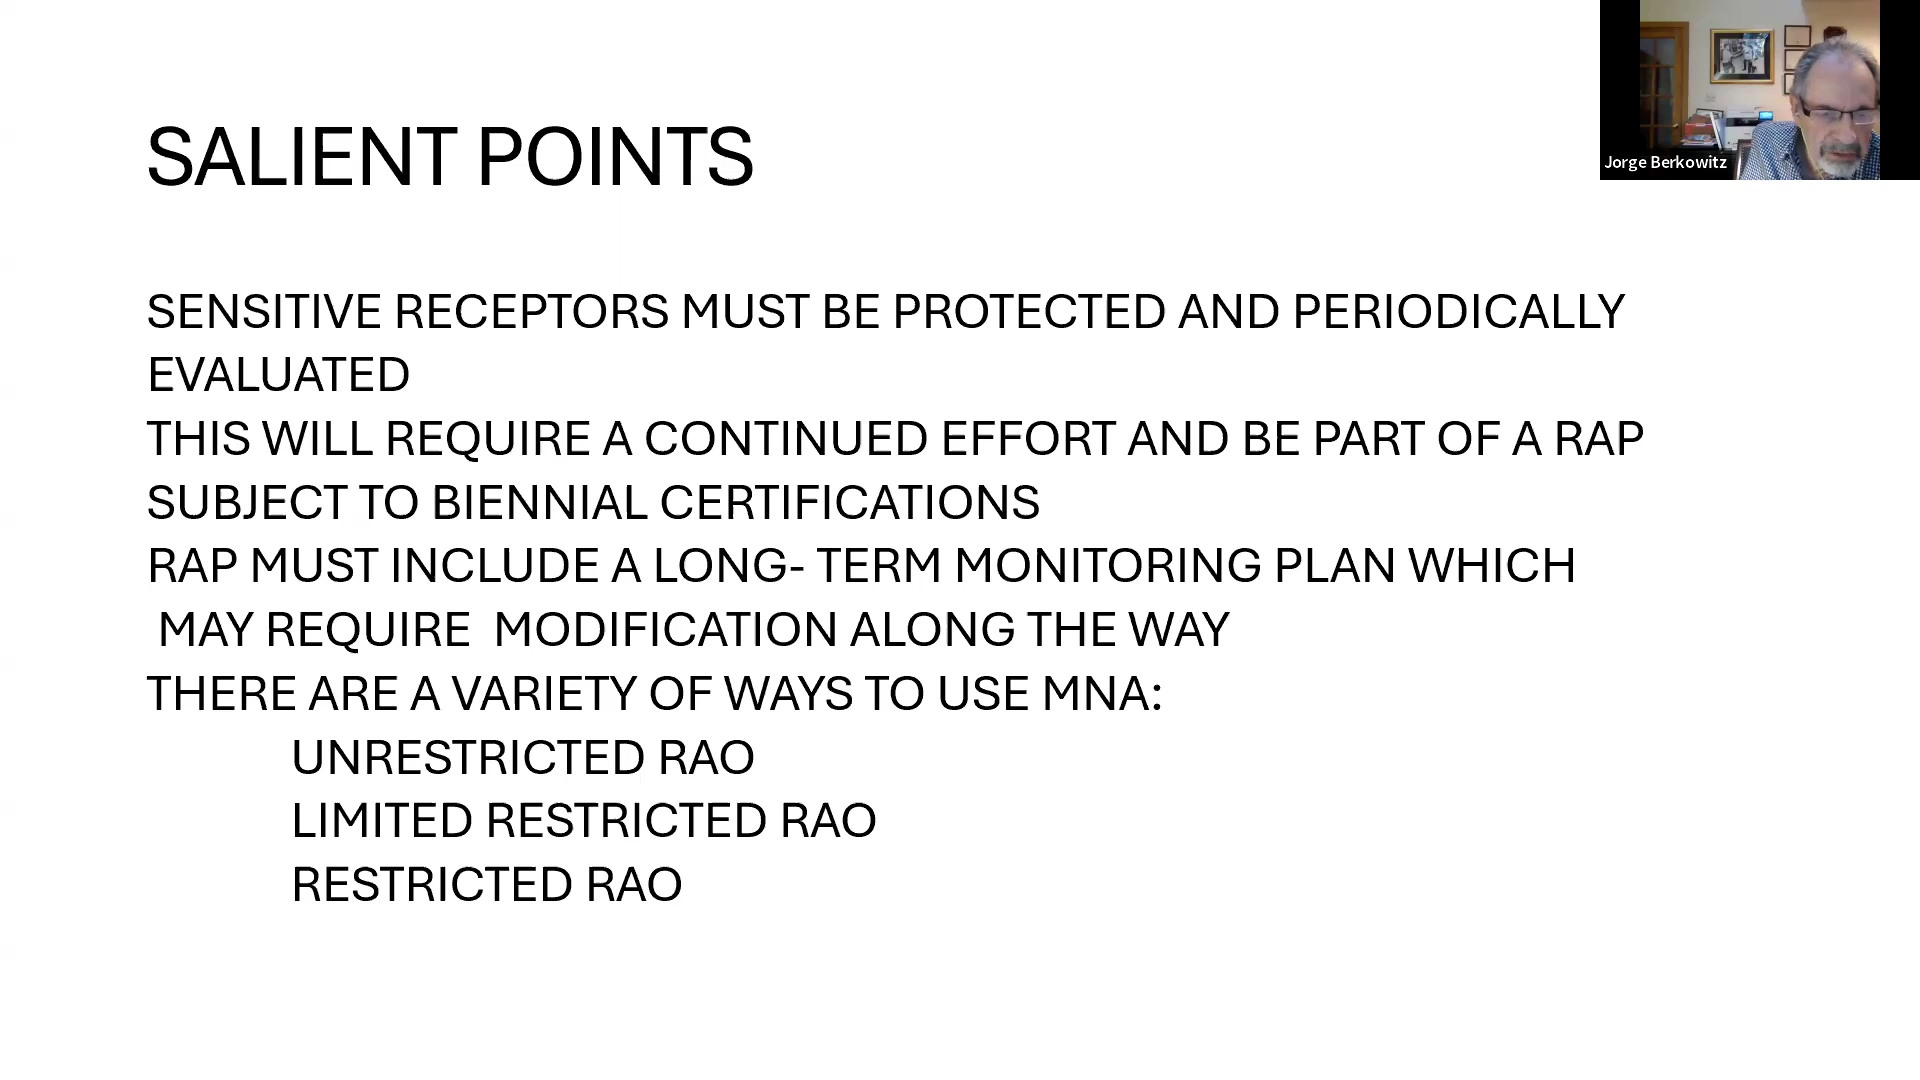 SALIENT POINTS
Jorge Berkowitz
SENSITIVE RECEPTORS MUST BE PROTECTED AND PERIODICALLY
EVALUATED
THIS WILL REQUIRE A CONTINUED EFFORT AND BE PART OF A RAP
SUBJECT TO BIENNIAL CERTIFICATIONS
RAP MUST INCLUDE A LONG- TERM MONITORING PLAN WHICH
MAY REQUIRE  MODIFICATION ALONG THE WAY
THERE ARE A VARIETY OF WAYS TO USE MNA:
UNRESTRICTED RAO
LIMITED RESTRICTED RAO
RESTRICTED RAO